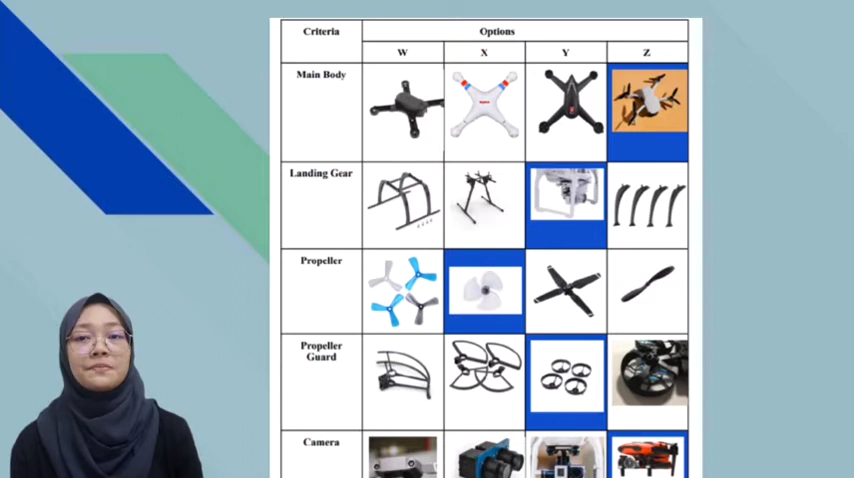 Criteria
Options
W X Y Z
Main Body
Landing Gear
Propeller
Propeller
Guard
Camera